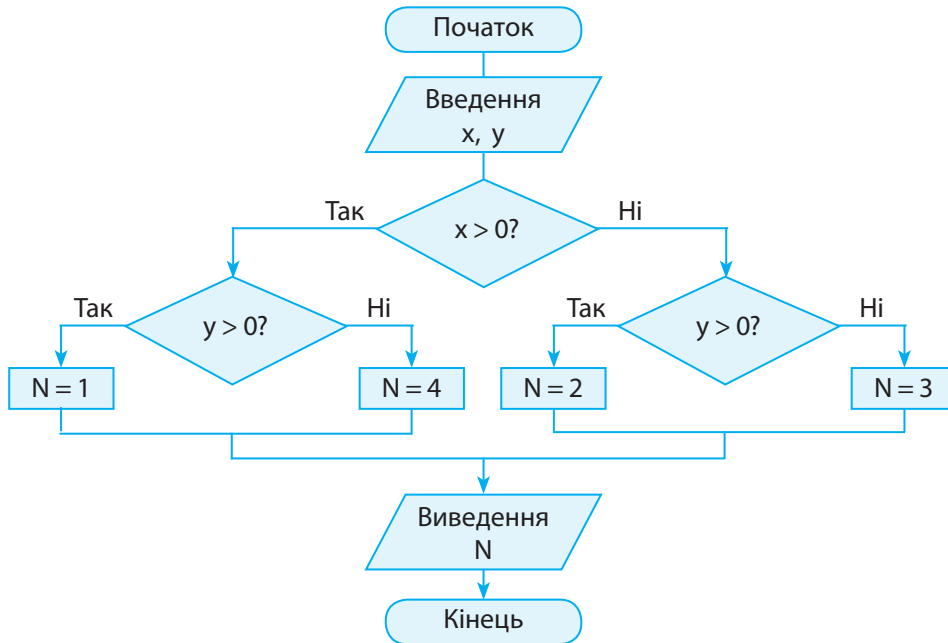 Початок
Введення
x, y
Так
x > 0?
Ні
Так
y > 0?
Ні
Так
y > 0?
Ні
N = 1
N = 4
N = 2
N = 3
Виведення
N
Кінець